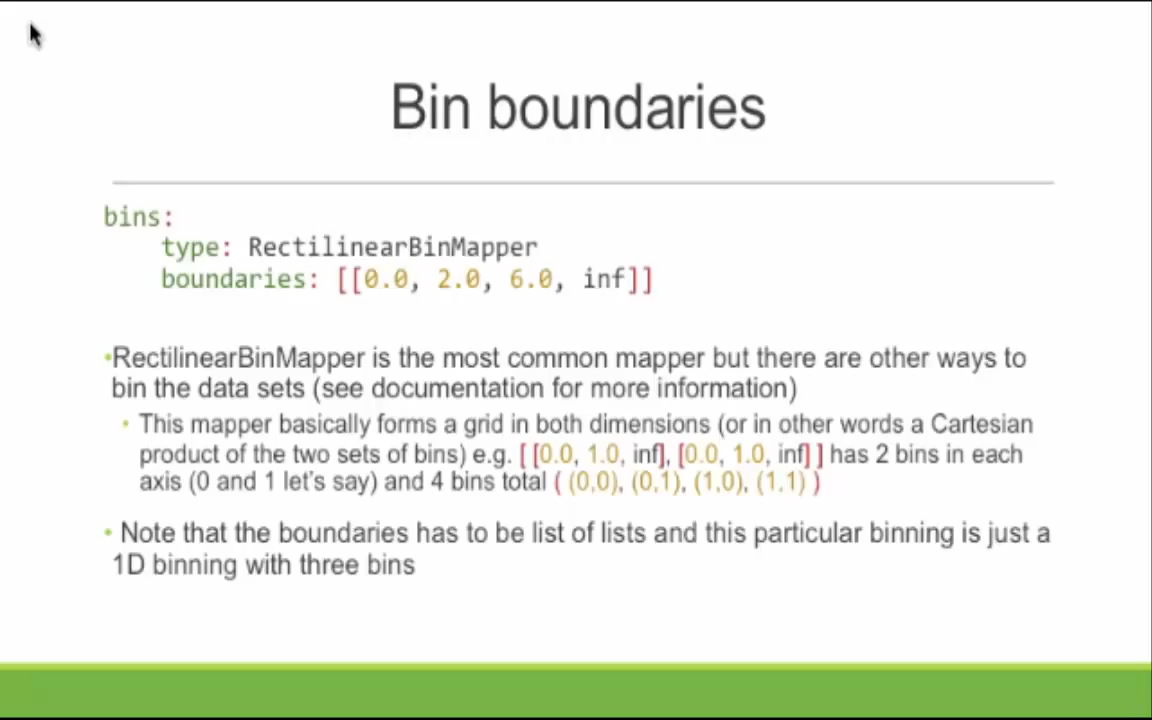 Bin boundaries
bins:
type: RectilinearBinMapper
boundaries: [[0.0, 2.0, 6.0, inf]]
•RectilinearBinMapper is the most common mapper but there are other ways to
bin the data sets (see documentation for more information)
• This mapper basically forms a grid in both dimensions (or in other words a Cartesian
product of the two sets of bins) e.g. [ [0.0, 1.0, inf], [0.0, 1.0, inf] ] has 2 bins in each
axis (0 and 1 let's say) and 4 bins total ( (0,0), (0,1), (1,0), (1,1) )
• Note that the boundaries has to be list of lists and this particular binning is just a
1D binning with three bins